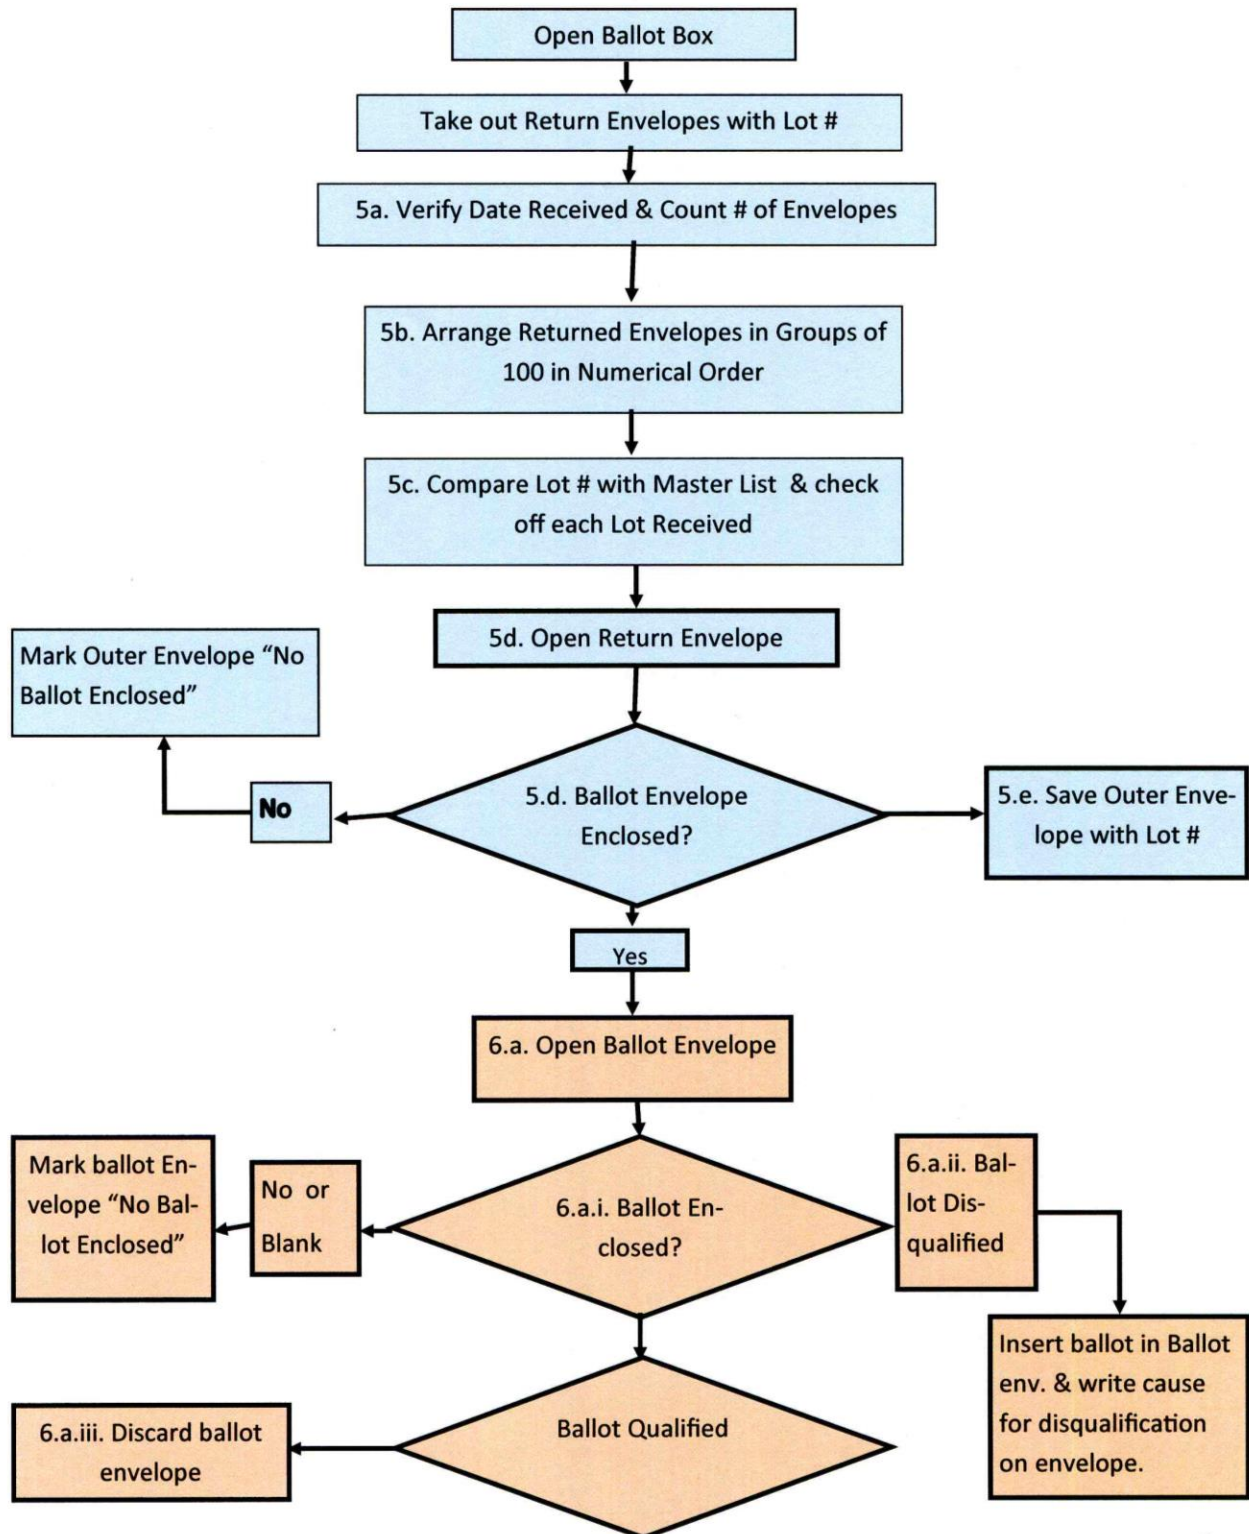 Open Ballot Box
Take out Return Envelopes with Lot #
5a. Verify Date Received & Count # of Envelopes
5b. Arrange Returned Envelopes in Groups of
100 in Numerical Order
5c. Compare Lot # with Master List & check
off each Lot Received
5d. Open Return Envelope
Mark Outer Envelope “No
Ballot Enclosed”
No
5.d. Ballot Envelope
Enclosed?
5.e. Save Outer Enve-
lope with Lot #
Yes
6.a. Open Ballot Envelope
Mark ballot En-
velope “No Bal-
lot Enclosed”
No or
Blank
6.a.i. Ballot En-
closed?
6.a.ii. Bal-
lot Dis-
qualified
Insert ballot in Ballot
env. & write cause
for disqualification
on envelope.
6.a.iii. Discard ballot
envelope
Ballot Qualified